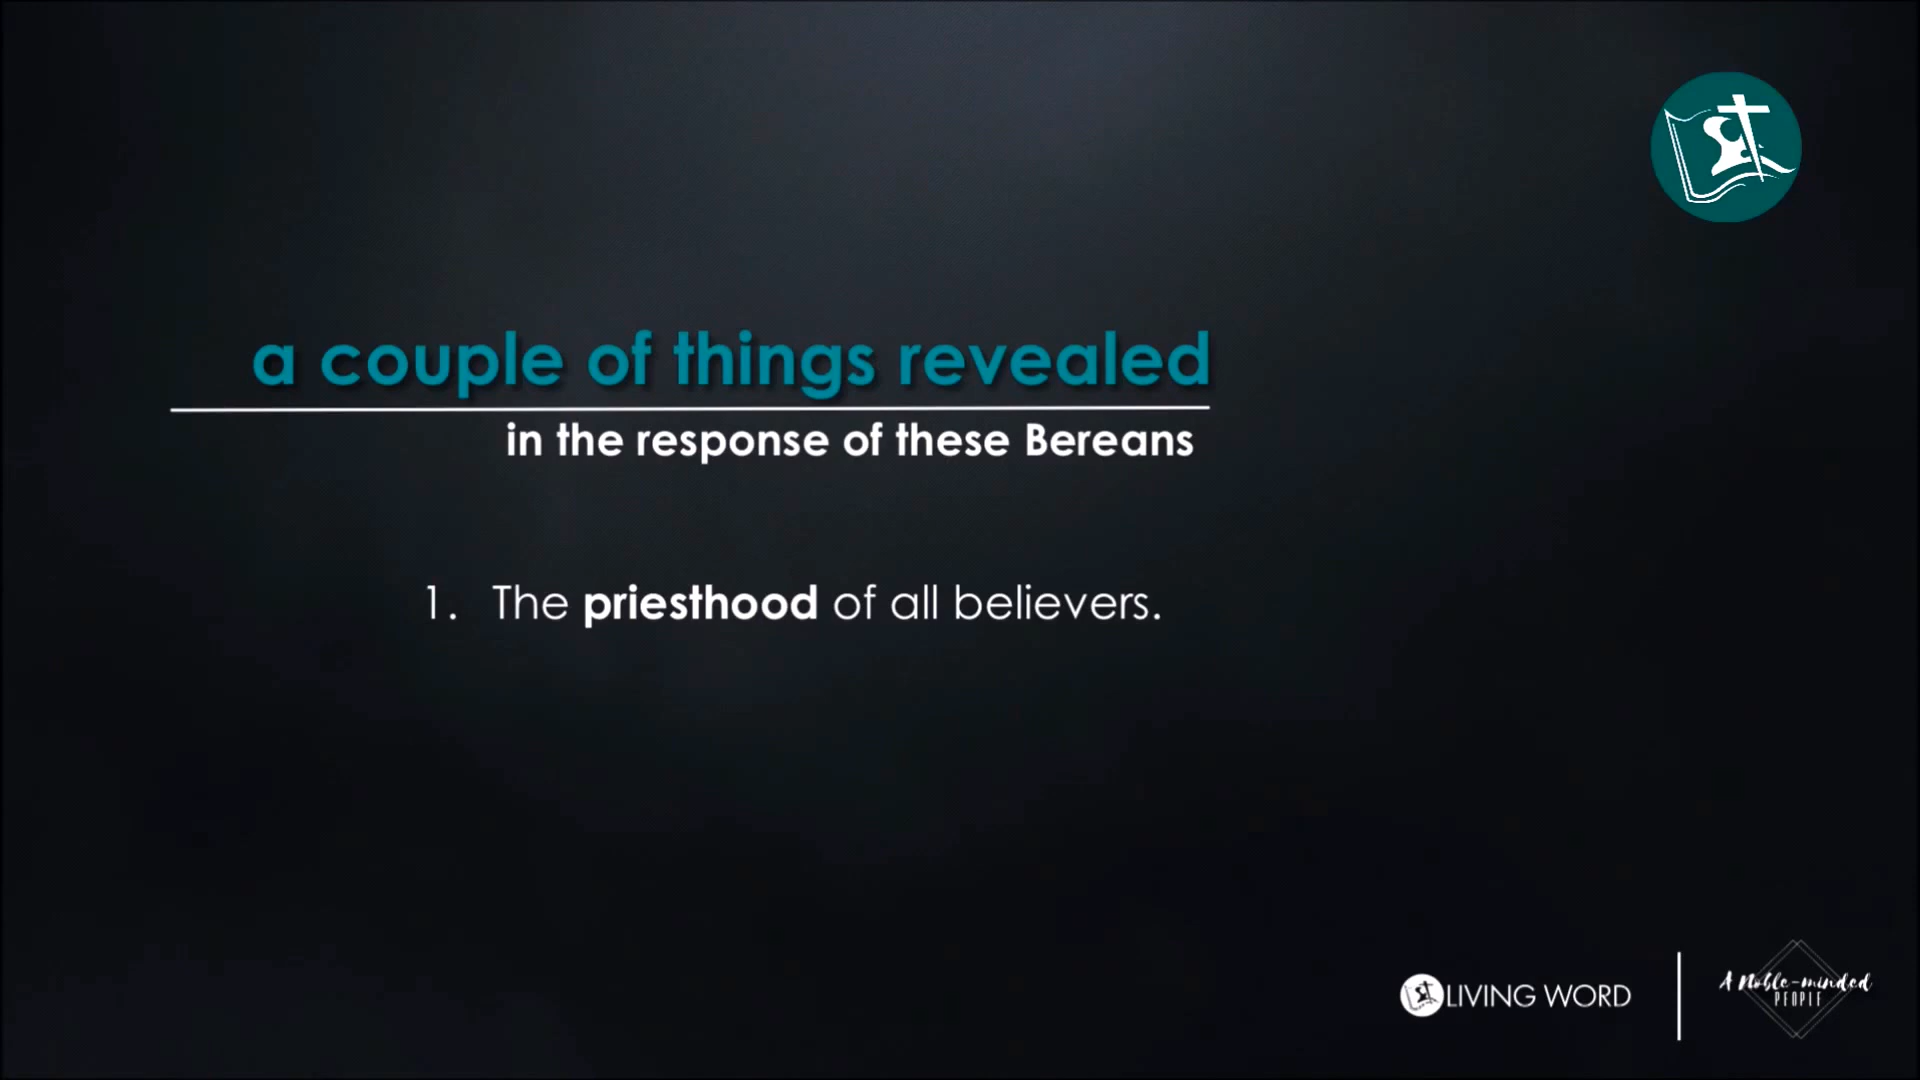 a couple of things revealed
in the response of these Bereans
1. The priesthood of all believers.
LIVING WORD
A Noble-minded
PEOPLE